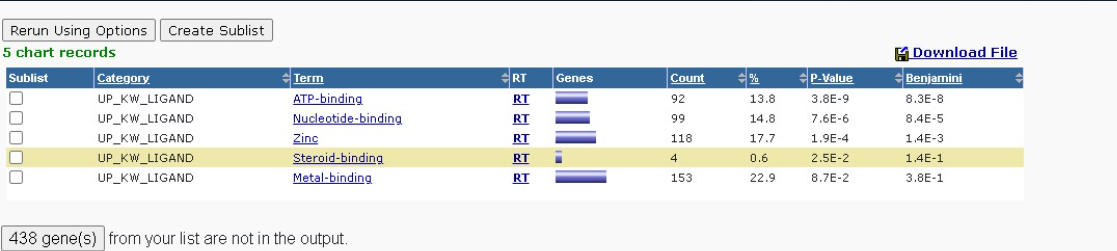 Rerun Using Options Create Sublist
5 chart records Download File
Sublist Category Term RT Genes Count % P-Value Benjamini
UP_KW_LIGAND ATP-binding RT 92 13.8 3.8E-9 8.3E-8
UP_KW_LIGAND Nucleotide-binding RT 99 14.8 7.6E-6 8.4E-5
UP_KW_LIGAND Zinc RT 118 17.7 1.9E-4 1.4E-3
UP_KW_LIGAND Steroid-binding RT 4 0.6 2.5E-2 1.4E-1
UP_KW_LIGAND Metal-binding RT 153 22.9 8.7E-2 3.8E-1
438 gene(s) from your list are not in the output.